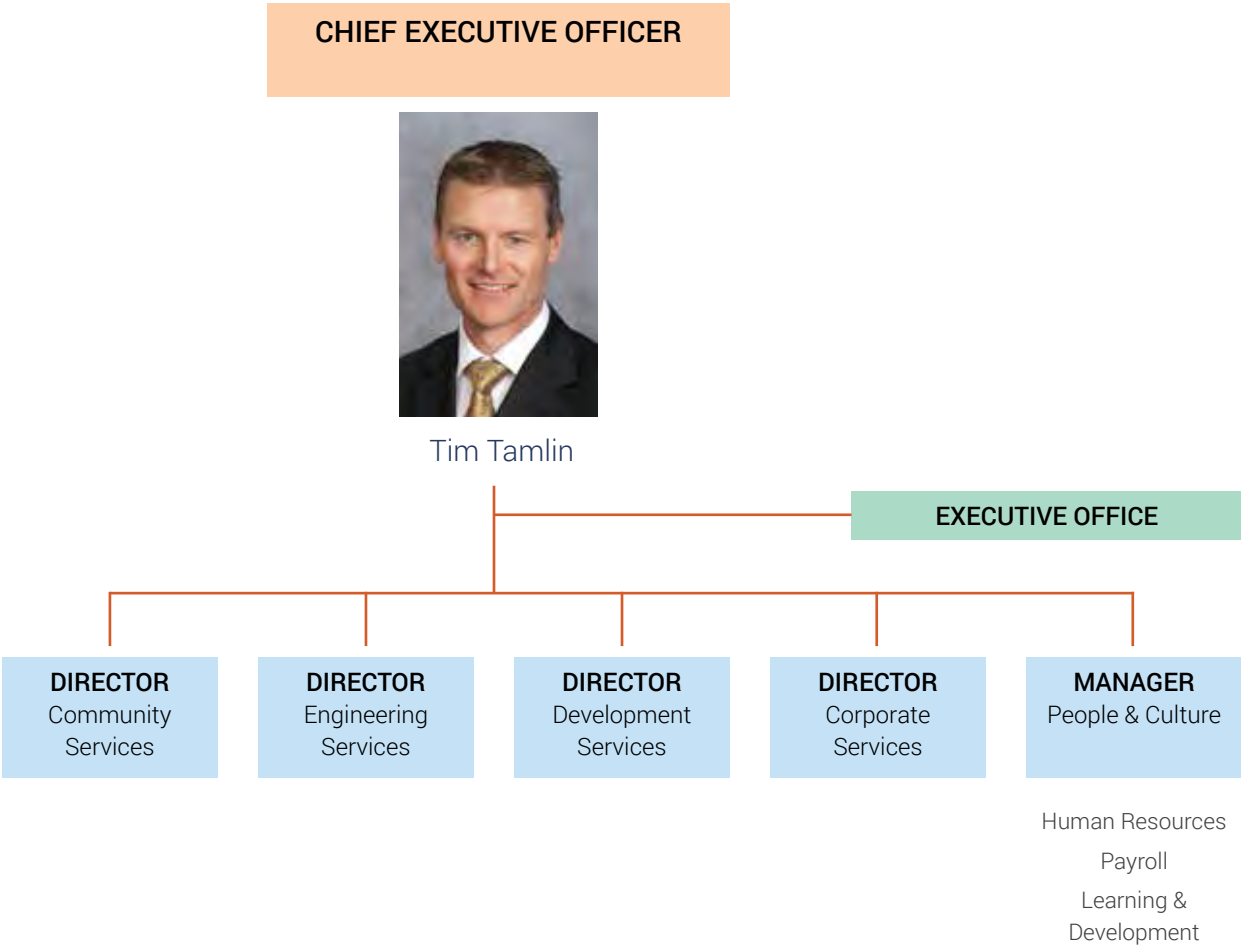 CHIEF EXECUTIVE OFFICER
Tim Tamlin
EXECUTIVE OFFICE
DIRECTOR
Community
Services
DIRECTOR
Engineering
Services
DIRECTOR
Development
Services
DIRECTOR
Corporate
Services
MANAGER
People & Culture
Human Resources
Payroll
Learning &
Development